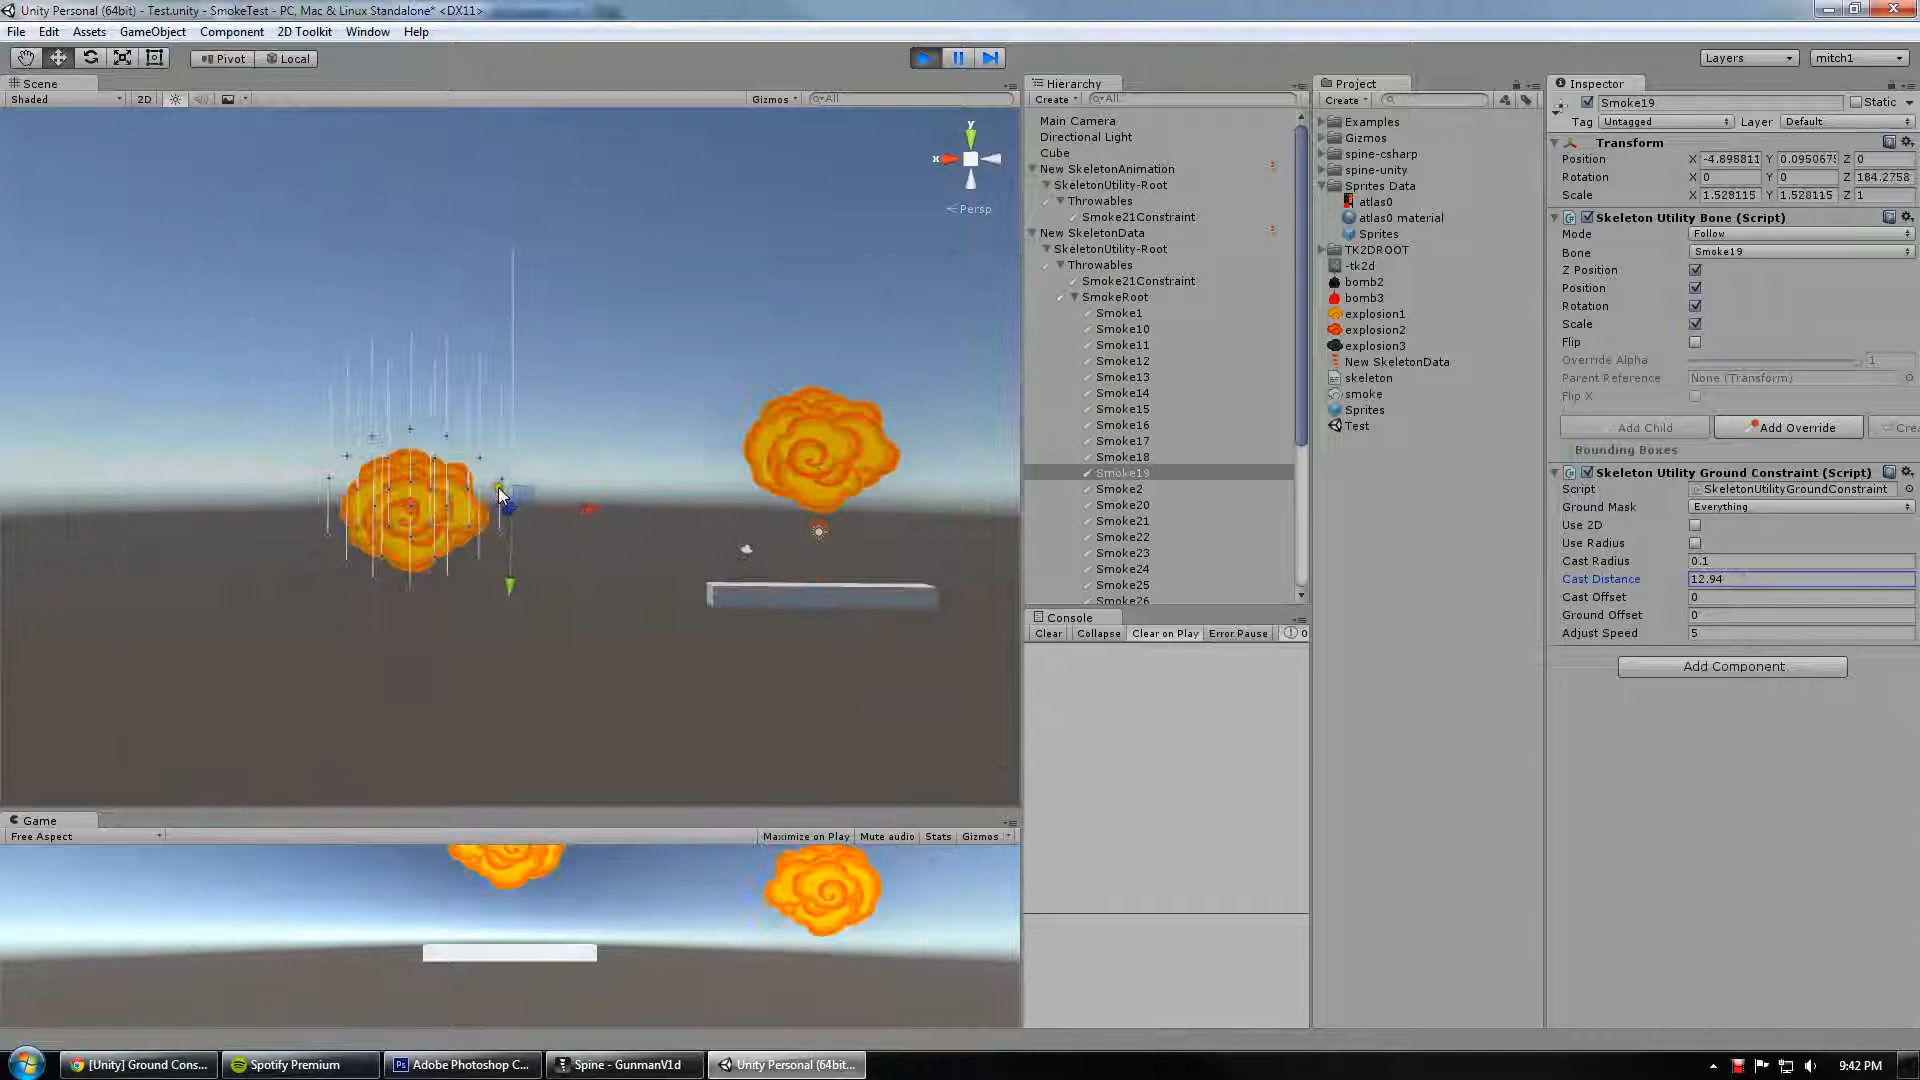 Unity Personal (64bit) - Test.unity - SmokeTest - PC, Mac & Linux Standalone* <DX11>
File Edit Assets GameObject Component 2D Toolkit Window Help
Pivot Local Layers mitch1
Scene
Shaded 2D Gizmos All
y
x
Persp
Hierarchy
Create All
Main Camera
Directional Light
Cube
New SkeletonAnimation
SkeletonUtility-Root
Throwables
Smoke21Constraint
New SkeletonData
SkeletonUtility-Root
Throwables
Smoke21Constraint
SmokeRoot
Smoke1
Smoke10
Smoke11
Smoke12
Smoke13
Smoke14
Smoke15
Smoke16
Smoke17
Smoke18
Smoke19
Smoke2
Smoke20
Smoke21
Smoke22
Smoke23
Smoke24
Smoke25
Smoke26
Console
Clear Collapse Clear on Play Error Pause 0
Project
Create
Examples
Gizmos
spine-csharp
spine-unity
Sprites Data
atlas0
atlas0 material
Sprites
TK2DROOT
-tk2d
bomb2
bomb3
explosion1
explosion2
explosion3
New SkeletonData
skeleton
smoke
Sprites
Test
Inspector
Smoke19 Static
Tag Untagged Layer Default
Transform
Position X -4.898811 Y 0.095067 Z 0
Rotation X 0 Y 0 Z 184.2758
Scale X 1.528115 Y 1.528115 Z 1
Skeleton Utility Bone (Script)
Mode Follow
Bone Smoke19
Z Position
Position
Rotation
Scale
Flip
Override Alpha 1
Parent Reference None (Transform)
Flip X
Add Child Add Override
Bounding Boxes
Skeleton Utility Ground Constraint (Script)
Script SkeletonUtilityGroundConstraint
Ground Mask Everything
Use 2D
Use Radius
Cast Radius 0.1
Cast Distance 12.94
Cast Offset 0
Ground Offset 0
Adjust Speed 5
Add Component
Game
Free Aspect Maximize on Play Mute audio Stats Gizmos
[Unity] Ground Cons... Spotify Premium Adobe Photoshop C... Spine - GunmanV1d Unity Personal (64bit... 9:42 PM